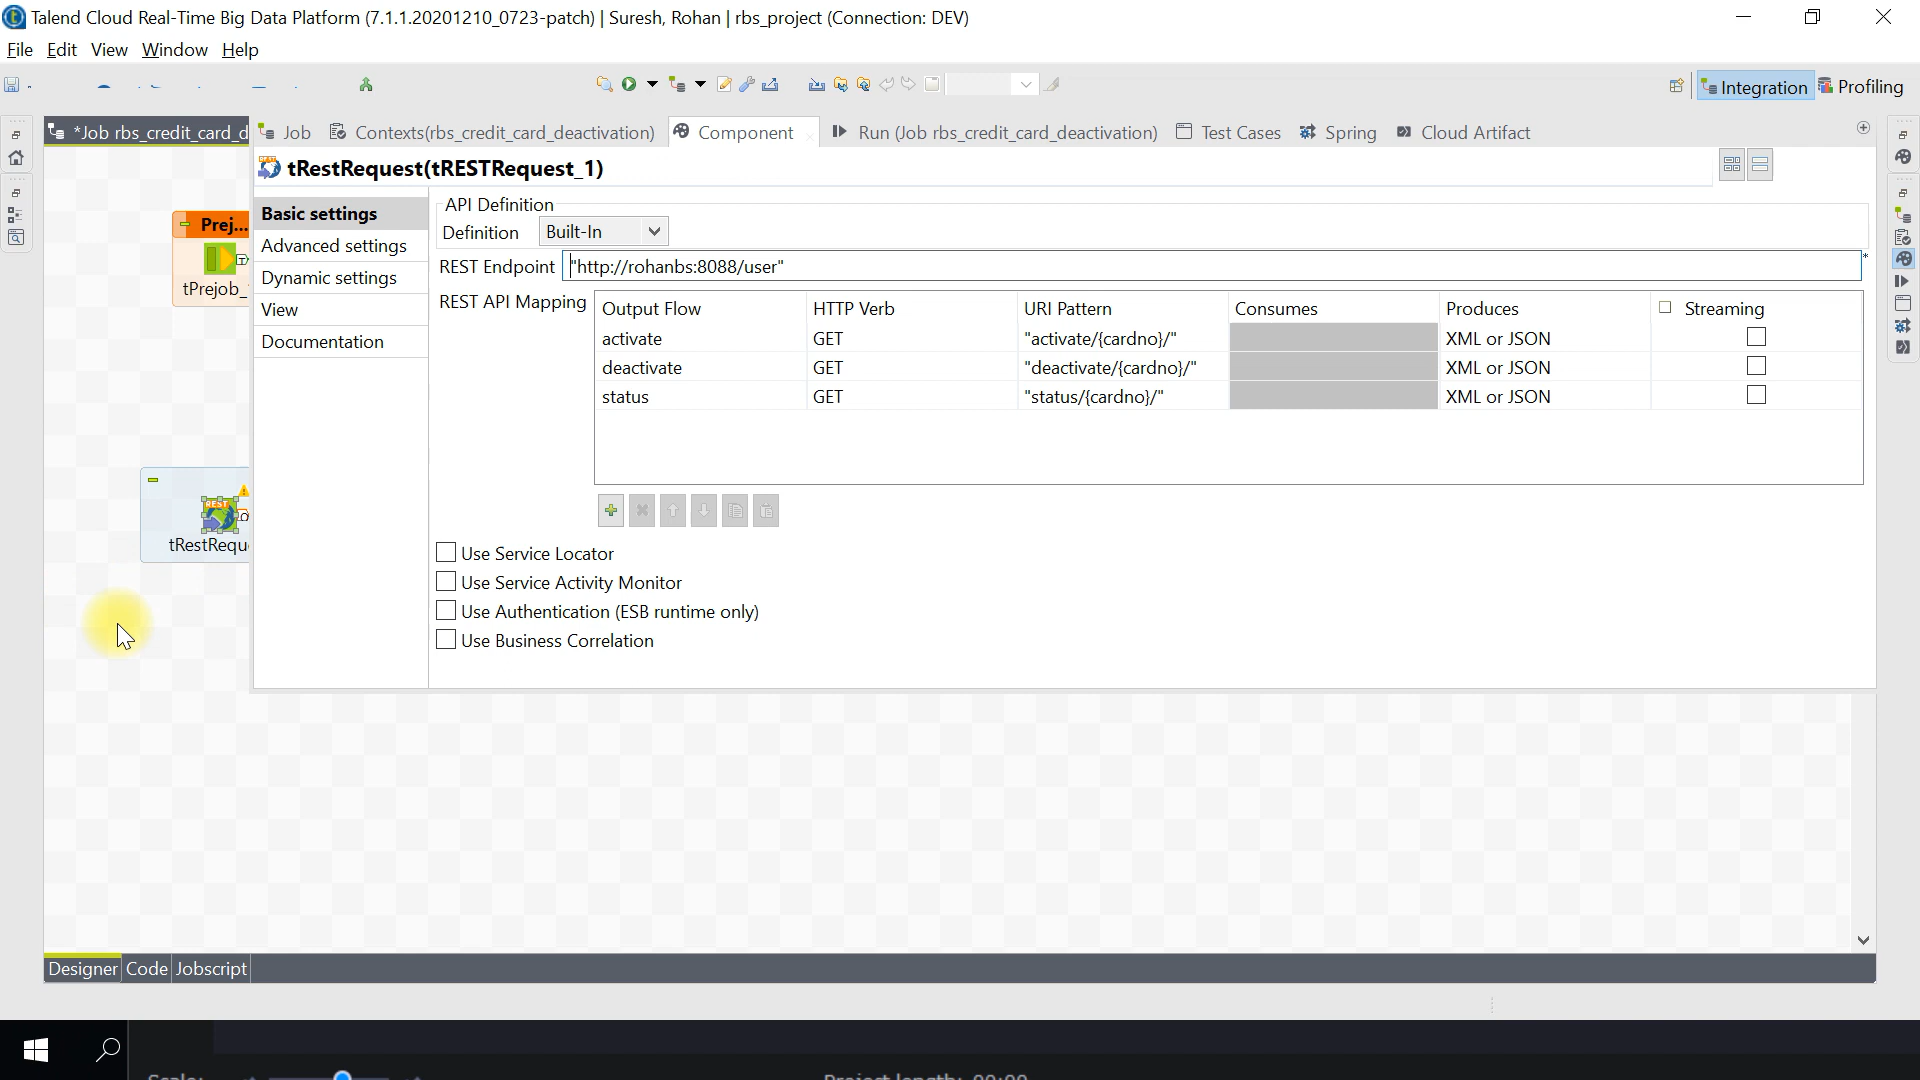 Talend Cloud Real-Time Big Data Platform (7.1.1.20201210_0723-patch) | Suresh, Rohan | rbs_project (Connection: DEV)
File Edit View Window Help
Integration Profiling
*Job rbs_credit_card_d Job Contexts(rbs_credit_card_deactivation) Component Run (Job rbs_credit_card_deactivation) Test Cases Spring Cloud Artifact
tRestRequest(tRESTRequest_1)
Basic settings
Advanced settings
Dynamic settings
View
Documentation
API Definition
Definition Built-In
REST Endpoint "http://rohanbs:8088/user" *
REST API Mapping
Output Flow HTTP Verb URI Pattern Consumes Produces Streaming
activate GET "activate/{cardno}/" XML or JSON
deactivate GET "deactivate/{cardno}/" XML or JSON
status GET "status/{cardno}/" XML or JSON
Use Service Locator
Use Service Activity Monitor
Use Authentication (ESB runtime only)
Use Business Correlation
Prej...
tPrejob_
REST
tRestRequ
Designer Code Jobscript